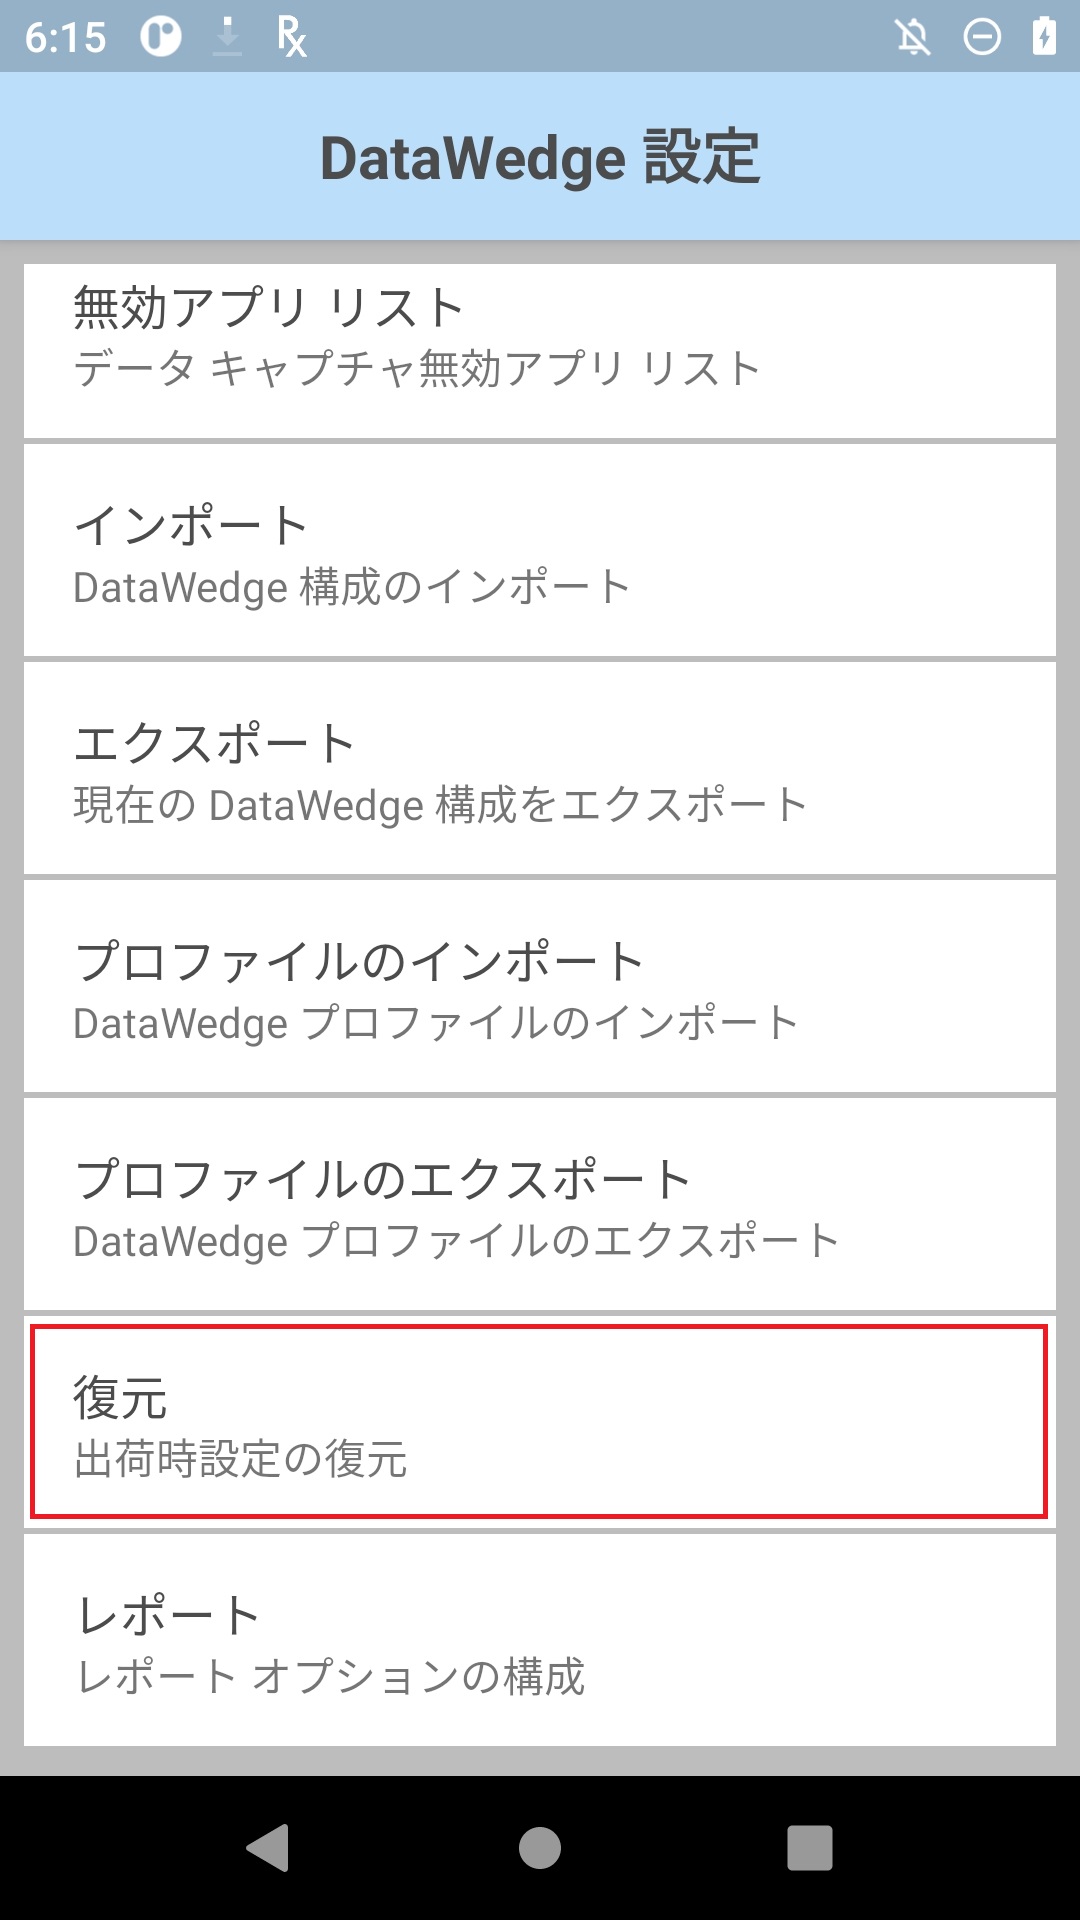 6:15
DataWedge 設定
無効アプリ リスト
データ キャプチャ無効アプリ リスト
インポート
DataWedge 構成のインポート
エクスポート
現在の DataWedge 構成をエクスポート
プロファイルのインポート
DataWedge プロファイルのインポート
プロファイルのエクスポート
DataWedge プロファイルのエクスポート
復元
出荷時設定の復元
レポート
レポート オプションの構成